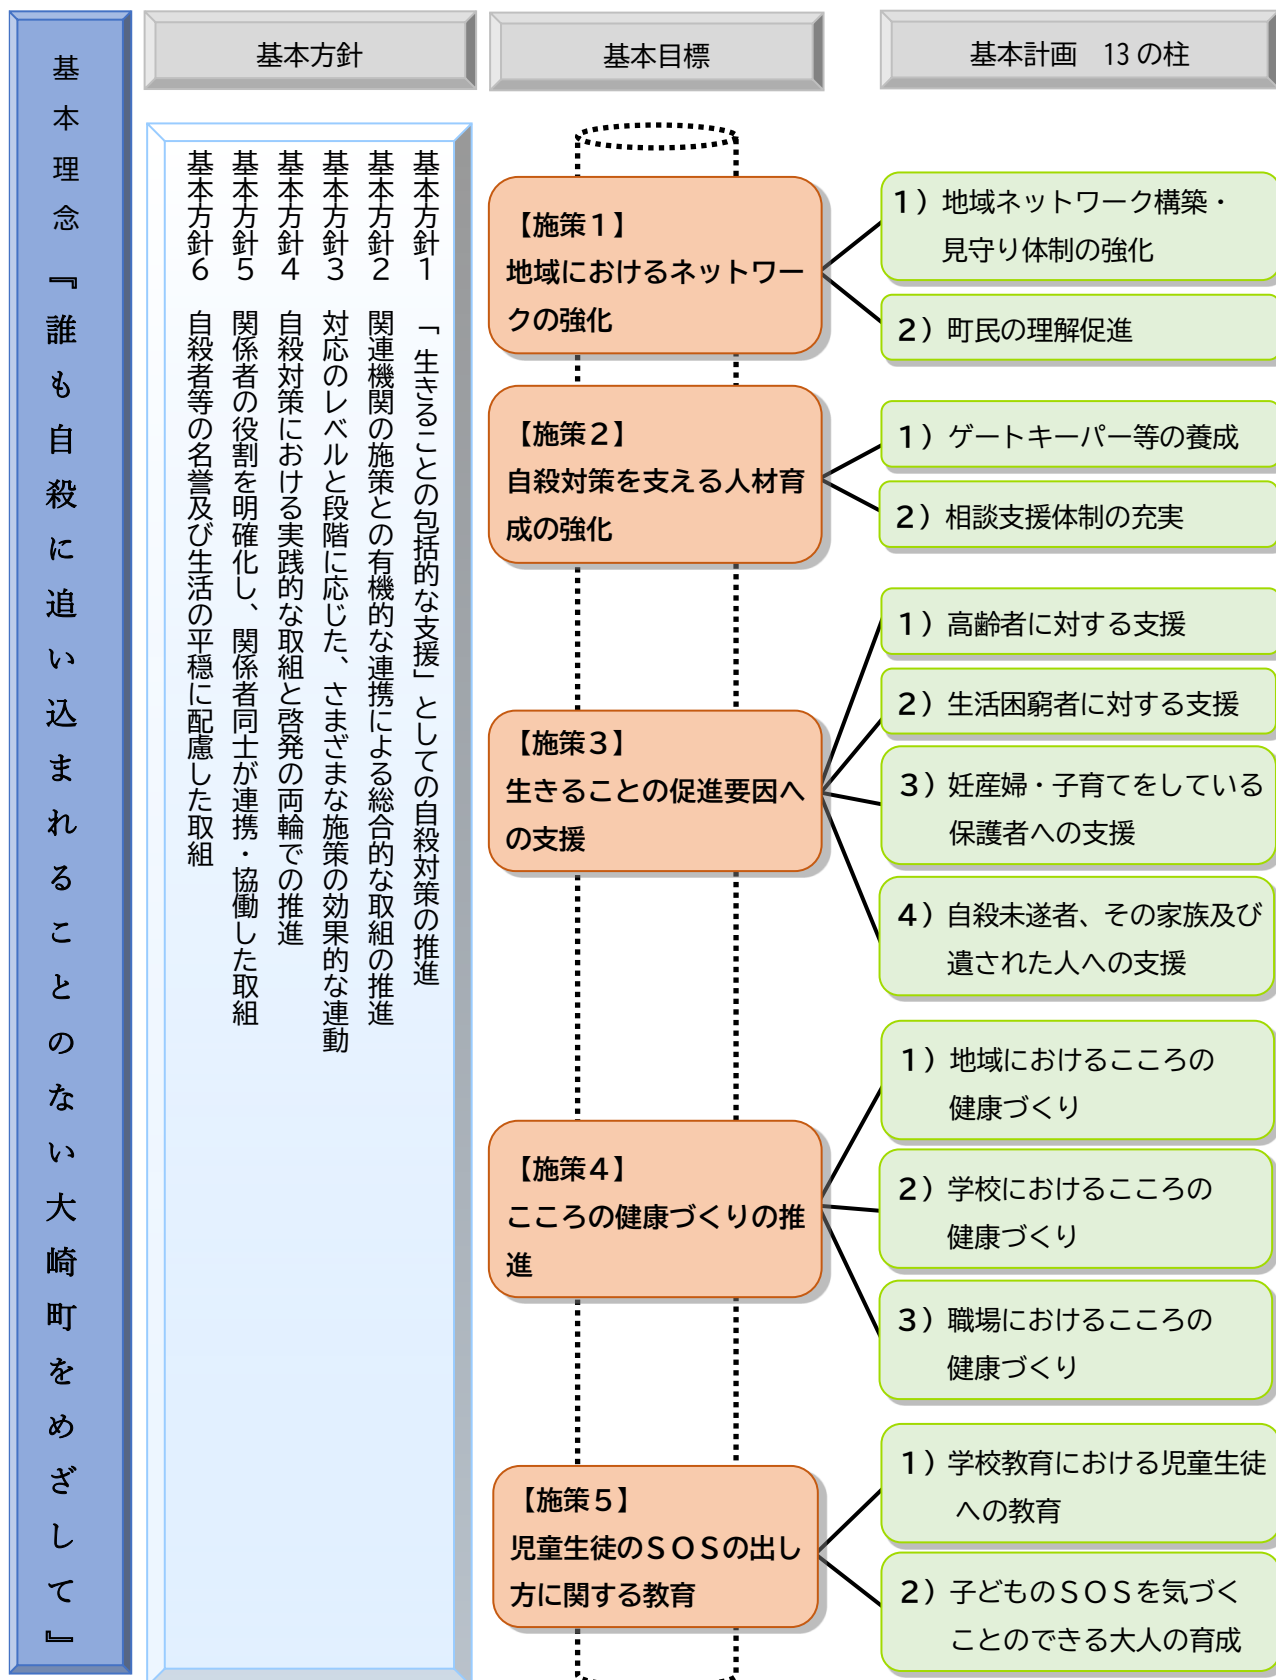 基本理念『誰も自殺に追い込まれることのない大崎町をめざして』
基本方針
基本方針１　「生きることの包括的な支援」としての自殺対策の推進
基本方針２　関連機関の施策との有機的な連携による総合的な取組の推進
基本方針３　対応のレベルと段階に応じた、さまざまな施策の効果的な連動
基本方針４　自殺対策における実践的な取組と啓発の両輪での推進
基本方針５　関係者の役割を明確化し、関係者同士が連携・協働した取組
基本方針６　自殺者等の名誉及び生活の平穏に配慮した取組
基本目標
基本計画　13の柱
【施策１】
地域におけるネットワー
クの強化
１）地域ネットワーク構築・
見守り体制の強化
２）町民の理解促進
【施策２】
自殺対策を支える人材育
成の強化
１）ゲートキーパー等の養成
２）相談支援体制の充実
【施策３】
生きることの促進要因へ
の支援
１）高齢者に対する支援
２）生活困窮者に対する支援
３）妊産婦・子育てをしている
保護者への支援
４）自殺未遂者、その家族及び
遺された人への支援
【施策４】
こころの健康づくりの推
進
１）地域におけるこころの
健康づくり
２）学校におけるこころの
健康づくり
３）職場におけるこころの
健康づくり
【施策５】
児童生徒のＳＯＳの出し
方に関する教育
１）学校教育における児童生徒
への教育
２）子どものＳＯＳを気づく
ことのできる大人の育成